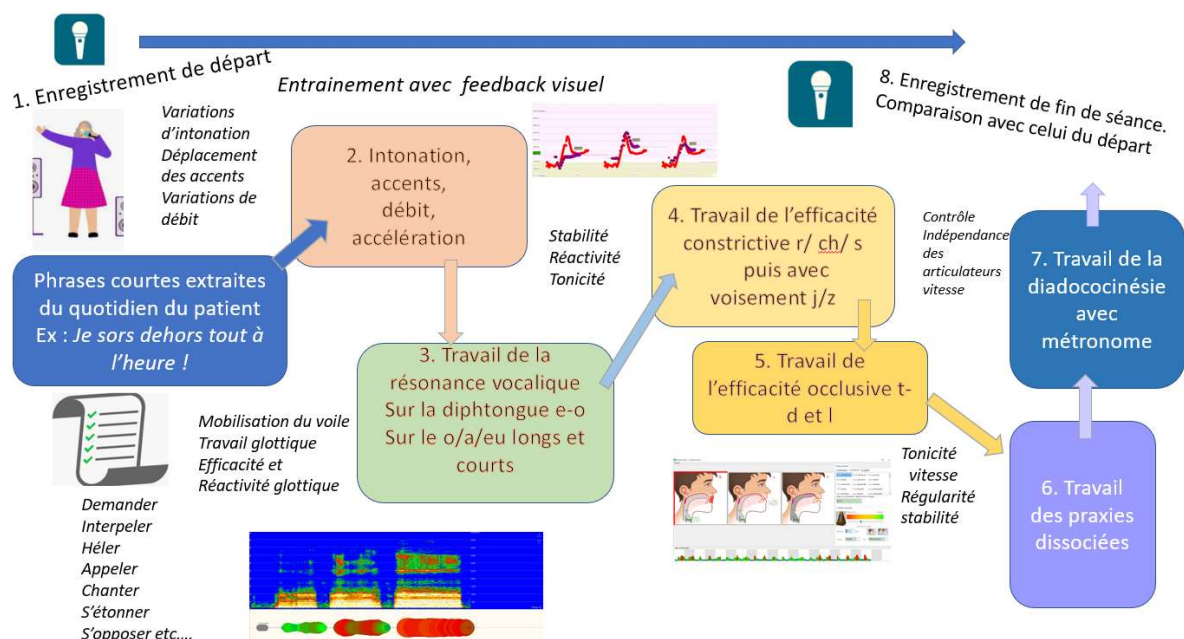 1. Enregistrement de départ
Entrainement avec feedback visuel
8. Enregistrement de fin de séance.
Comparaison avec celui du départ
Variations
d'intonation
Déplacement
des accents
Variations de
débit
2. Intonation,
accents,
débit,
accélération
Phrases courtes extraites
du quotidien du patient
Ex : Je sors dehors tout à
l'heure !
Stabilité
Réactivité
Tonicité
4. Travail de l'efficacité
constrictive r/ ch/ s
puis avec
voisement j/z
Contrôle
Indépendance
des
articulateurs
vitesse
7. Travail de la
diadococinésie
avec
métronome
3. Travail de la
résonance vocalique
Sur la diphtongue e-o
Sur le o/a/eu longs et
courts
5. Travail de
l'efficacité occlusive t-
d et l
Mobilisation du voile
Travail glottique
Efficacité et
Réactivité glottique
Tonicité
vitesse
Régularité
stabilité
6. Travail
des praxies
dissociées
Demander
Interpeler
Héler
Appeler
Chanter
S'étonner
S'opposer etc....